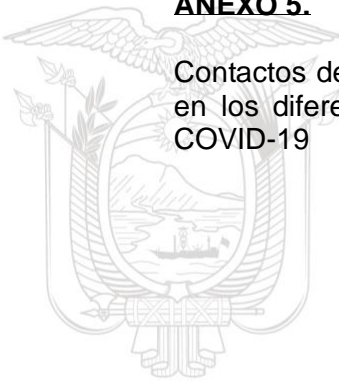 ANEXO 5.
Contactos de
en los difere
COVID-19